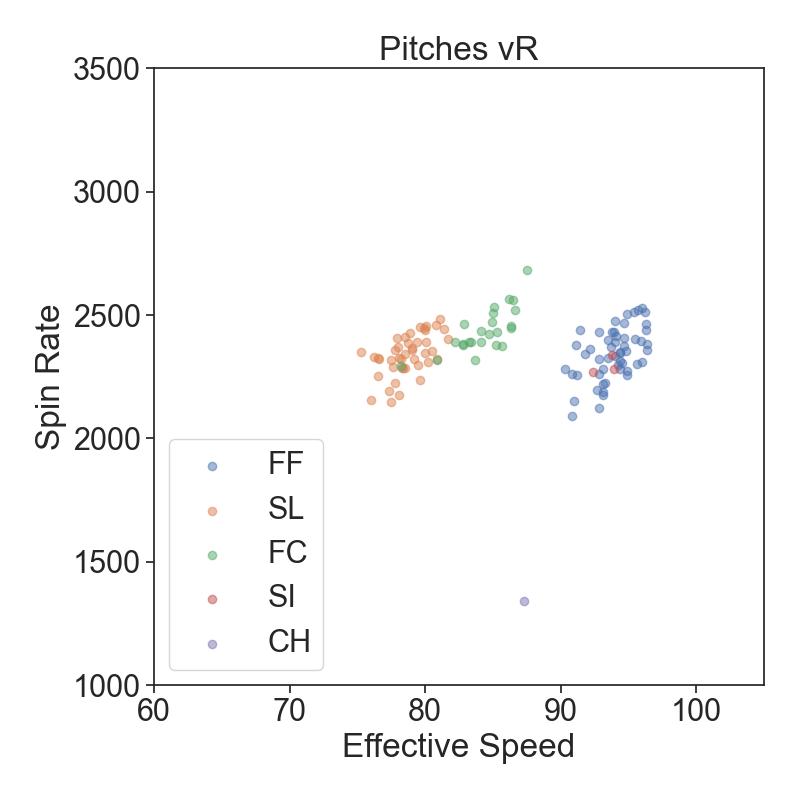 Pitches vR
3500
3000
2500
2000
1500
1000
Spin Rate
FF
SL
FC
SI
CH
60 70 80 90 100
Effective Speed